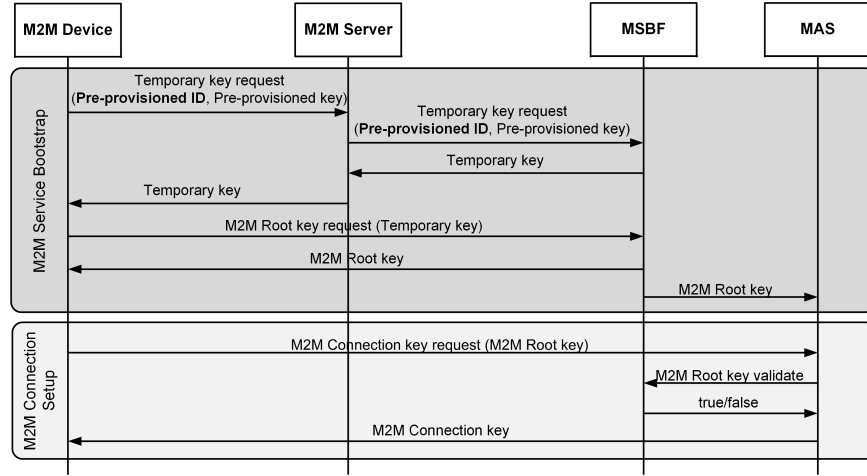 M2M Device
M2M Server
MSBF
MAS
M2M Service Bootstrap
Temporary key request
(Pre-provisioned ID, Pre-provisioned key)
Temporary key request
(Pre-provisioned ID, Pre-provisioned key)
Temporary key
Temporary key
M2M Root key request (Temporary key)
M2M Root key
M2M Root key
M2M Connection
Setup
M2M Connection key request (M2M Root key)
M2M Root key validate
true/false
M2M Connection key